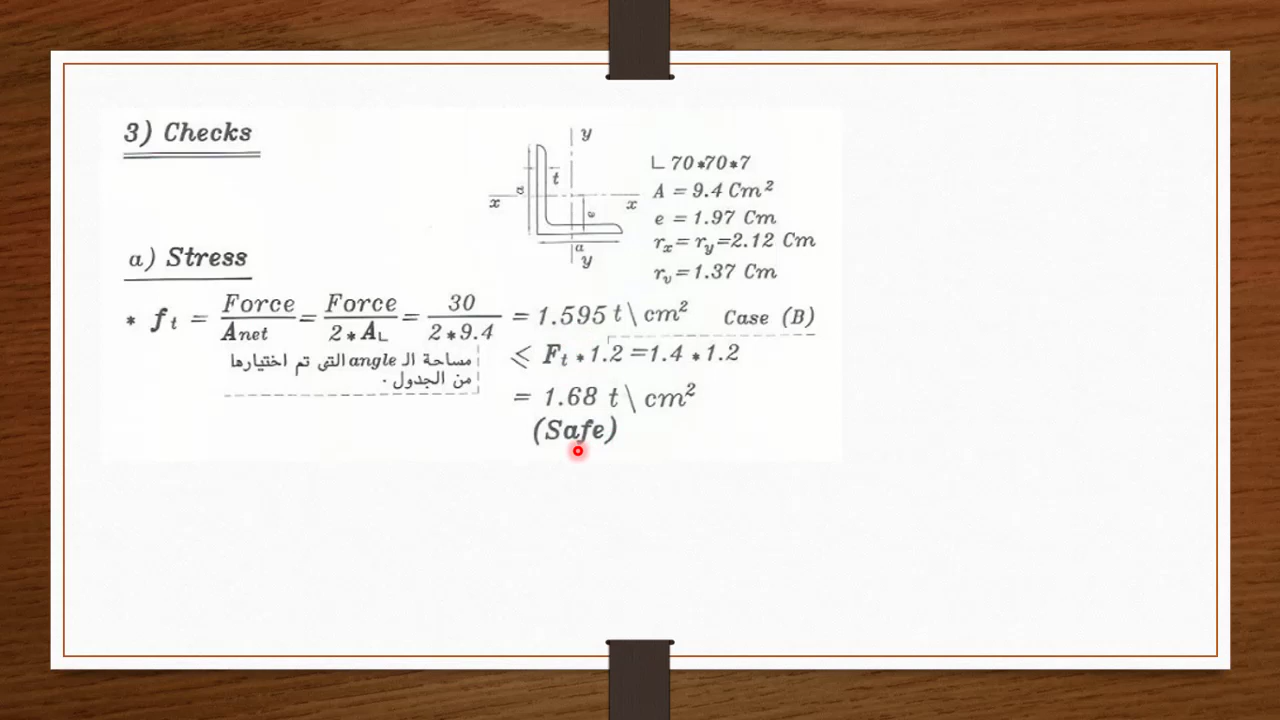 3) Checks
y
t
a
x
x
e
a
y
∟ 70*70*7
A = 9.4 Cm²
e = 1.97 Cm
rx = ry = 2.12 Cm
rv = 1.37 Cm
a) Stress
* ft = Force / Anet = Force / 2*A∟ = 30 / 2*9.4 = 1.595 t\cm² Case (B)
مساحة ال angle التى تم اختيارها
من الجدول .
⩽ Ft * 1.2 = 1.4 * 1.2
= 1.68 t\cm²
(Safe)